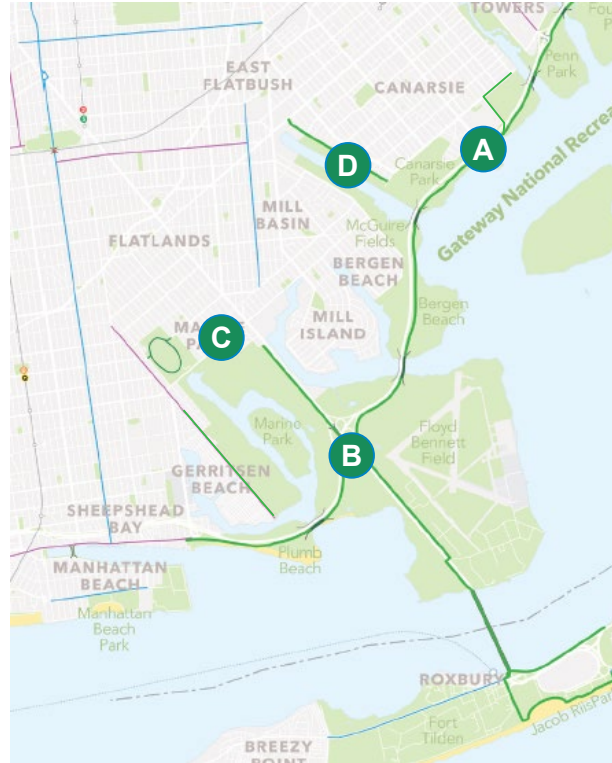 TOWERS
Fou
Penn
Park
EAST
FLATBUSH
CANARSIE
A
D
Canarsie
Park
Gateway National Recrea
MILL
BASIN
McGuire
Fields
FLATLANDS
BERGEN
BEACH
Bergen
Beach
MILL
ISLAND
C
Marine
Park
B
Floyd
Bennett
Field
GERRITSEN
BEACH
SHEEPSHEAD
BAY
Plumb
Beach
MANHATTAN
BEACH
Manhattan
Beach
Park
ROXBURY
Jacob RiisPar
Fort
Tilden
BREEZY
POINT